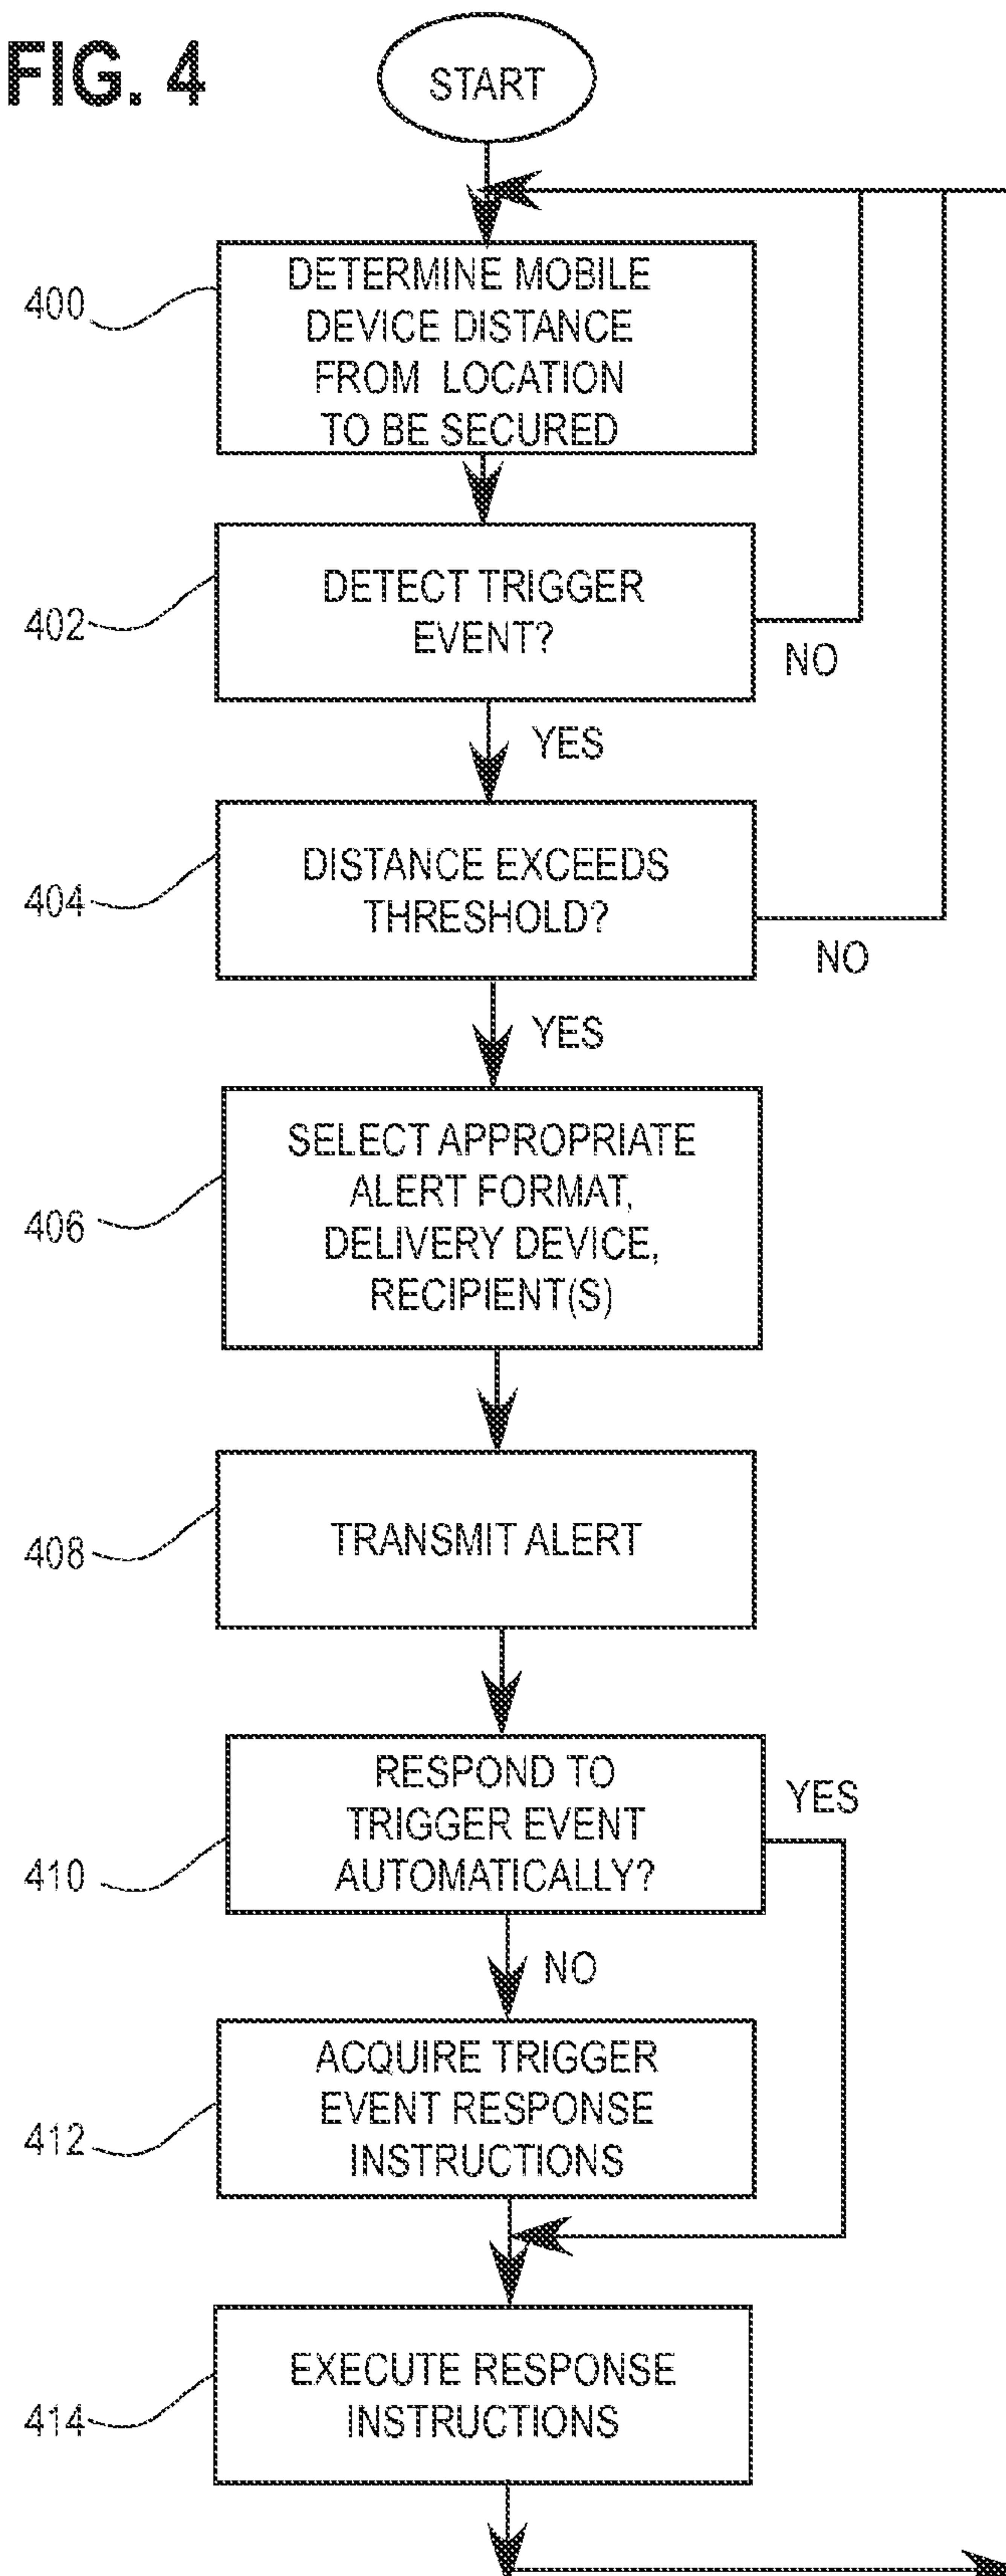 FIG. 4
START
400
DETERMINE MOBILE
DEVICE DISTANCE
FROM LOCATION
TO BE SECURED
402
DETECT TRIGGER
EVENT?
NO
YES
404
DISTANCE EXCEEDS
THRESHOLD?
NO
YES
406
SELECT APPROPRIATE
ALERT FORMAT,
DELIVERY DEVICE,
RECIPIENT(S)
408
TRANSMIT ALERT
410
RESPOND TO
TRIGGER EVENT
AUTOMATICALLY?
YES
NO
412
ACQUIRE TRIGGER
EVENT RESPONSE
INSTRUCTIONS
414
EXECUTE RESPONSE
INSTRUCTIONS